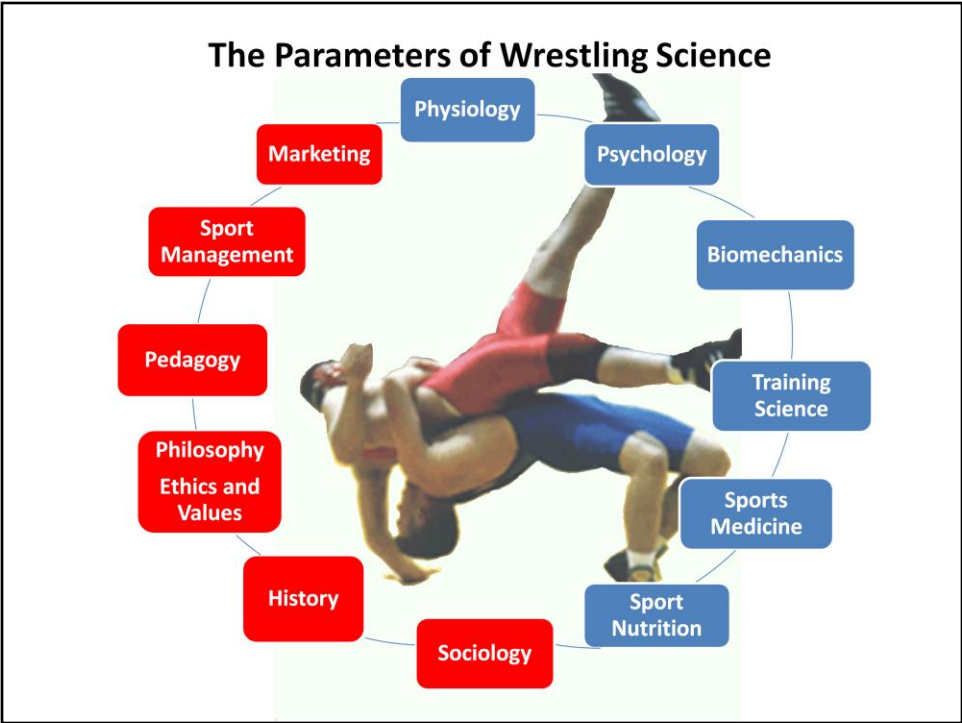 The Parameters of Wrestling Science
Physiology
Psychology
Biomechanics
Training
Science
Sports
Medicine
Sport
Nutrition
Sociology
History
Philosophy
Ethics and
Values
Pedagogy
Sport
Management
Marketing